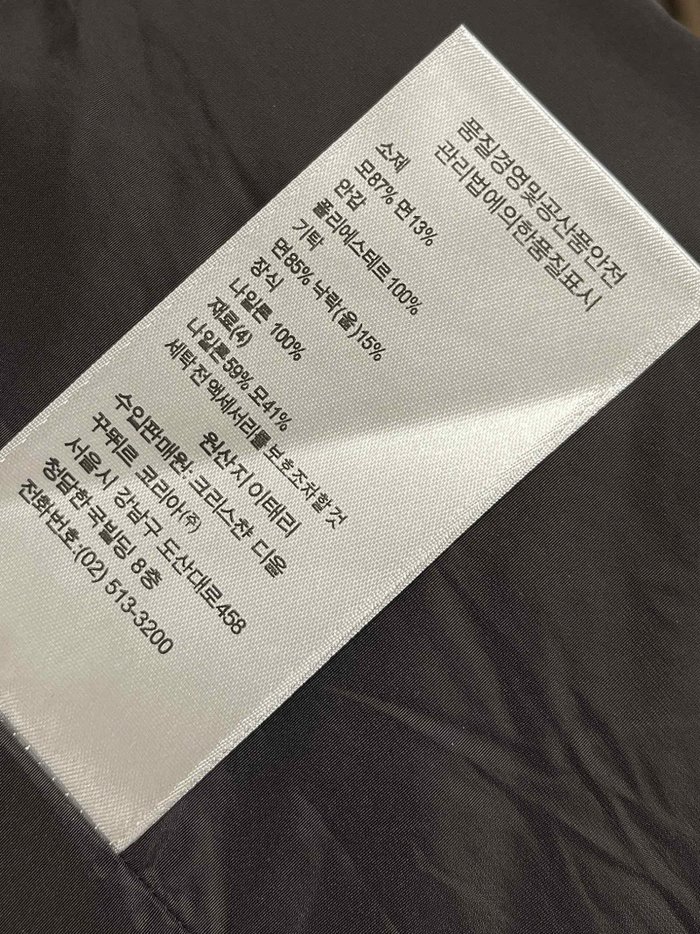 품질경영및공산품안전
관리법에의한품질표시
소제
모87% 면13%
안감
폴리에스테르100%
기탁
면85% 낙락(울)15%
장식
나일론 100%
재료(4)
나일론59% 모41%
세탁전 액세서리를 보호조차할것
원산지 이태리
수입판매원: 크리스챤 디올
꾸뛰르 코리아(주)
서울시 강남구 도산대로458
청담한국빌딩 8층
전화번호:(02) 513-3200